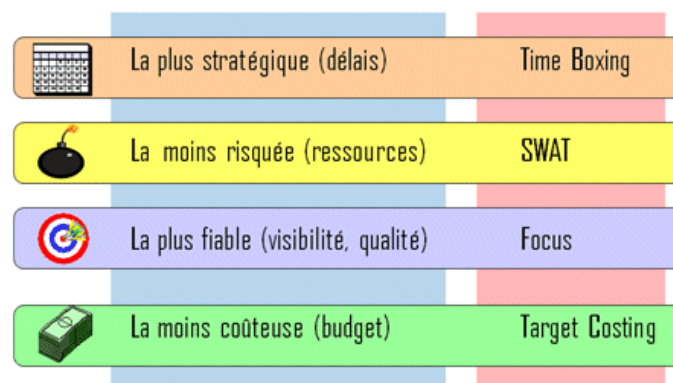 La plus stratégique (délais) Time Boxing
La moins risquée (ressources) SWAT
La plus fiable (visibilité, qualité) Focus
La moins coûteuse (budget) Target Costing